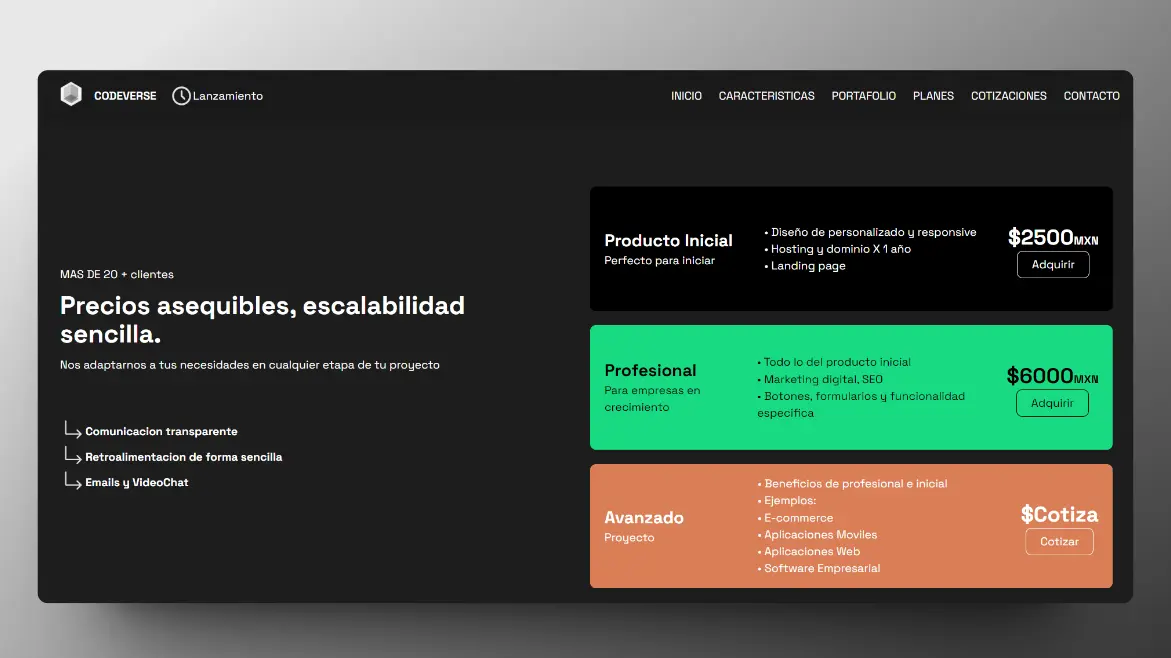 CODEVERSE Lanzamiento
INICIO CARACTERISTICAS PORTAFOLIO PLANES COTIZACIONES CONTACTO
MAS DE 20 + clientes
Precios asequibles, escalabilidad
sencilla.
Nos adaptarnos a tus necesidades en cualquier etapa de tu proyecto
Comunicacion transparente
Retroalimentacion de forma sencilla
Emails y VideoChat
Producto Inicial
Perfecto para iniciar
• Diseño de personalizado y responsive
• Hosting y dominio X 1 año
• Landing page
$2500MXN
Adquirir
Profesional
Para empresas en
crecimiento
• Todo lo del producto inicial
• Marketing digital, SEO
• Botones, formularios y funcionalidad
especifica
$6000MXN
Adquirir
Avanzado
Proyecto
• Beneficios de profesional e inicial
• Ejemplos:
• E-commerce
• Aplicaciones Moviles
• Aplicaciones Web
• Software Empresarial
$Cotiza
Cotizar